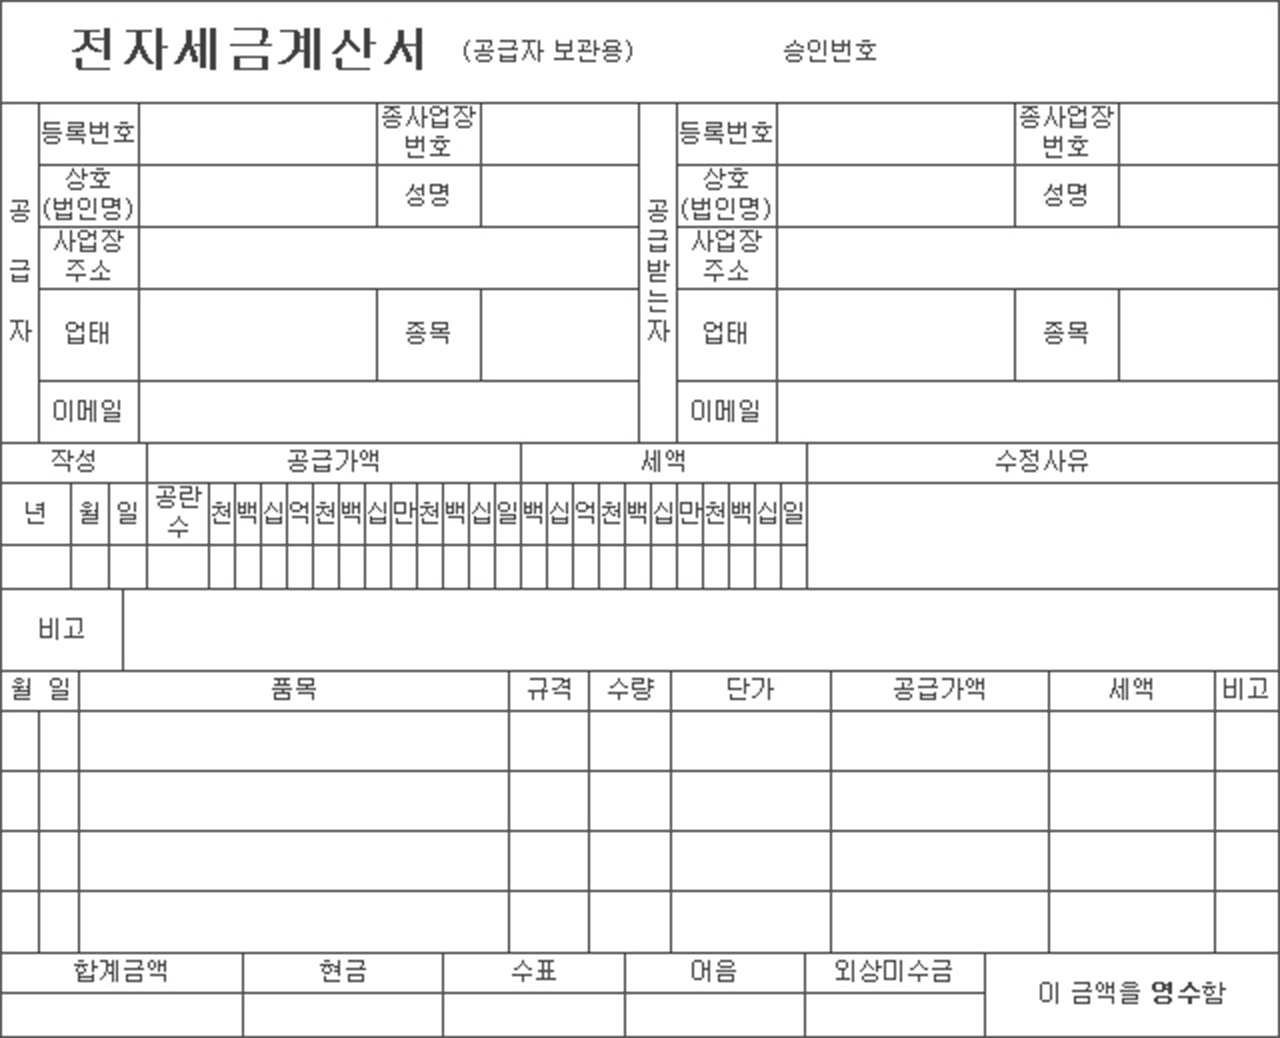 전자세금계산서 (공급자 보관용) 승인번호
공급자
등록번호 종사업장 번호
상호 (법인명) 성명
사업장 주소
업태 종목
이메일
공급받는자
등록번호 종사업장 번호
상호 (법인명) 성명
사업장 주소
업태 종목
이메일
작성 공급가액 세액 수정사유
년 월 일 공란수 천 백 십 억 천 백 십 만 천 백 십 일 백 십 억 천 백 십 만 천 백 십 일
비고
월 일 품목 규격 수량 단가 공급가액 세액 비고
합계금액 현금 수표 어음 외상미수금
이 금액을 영수함